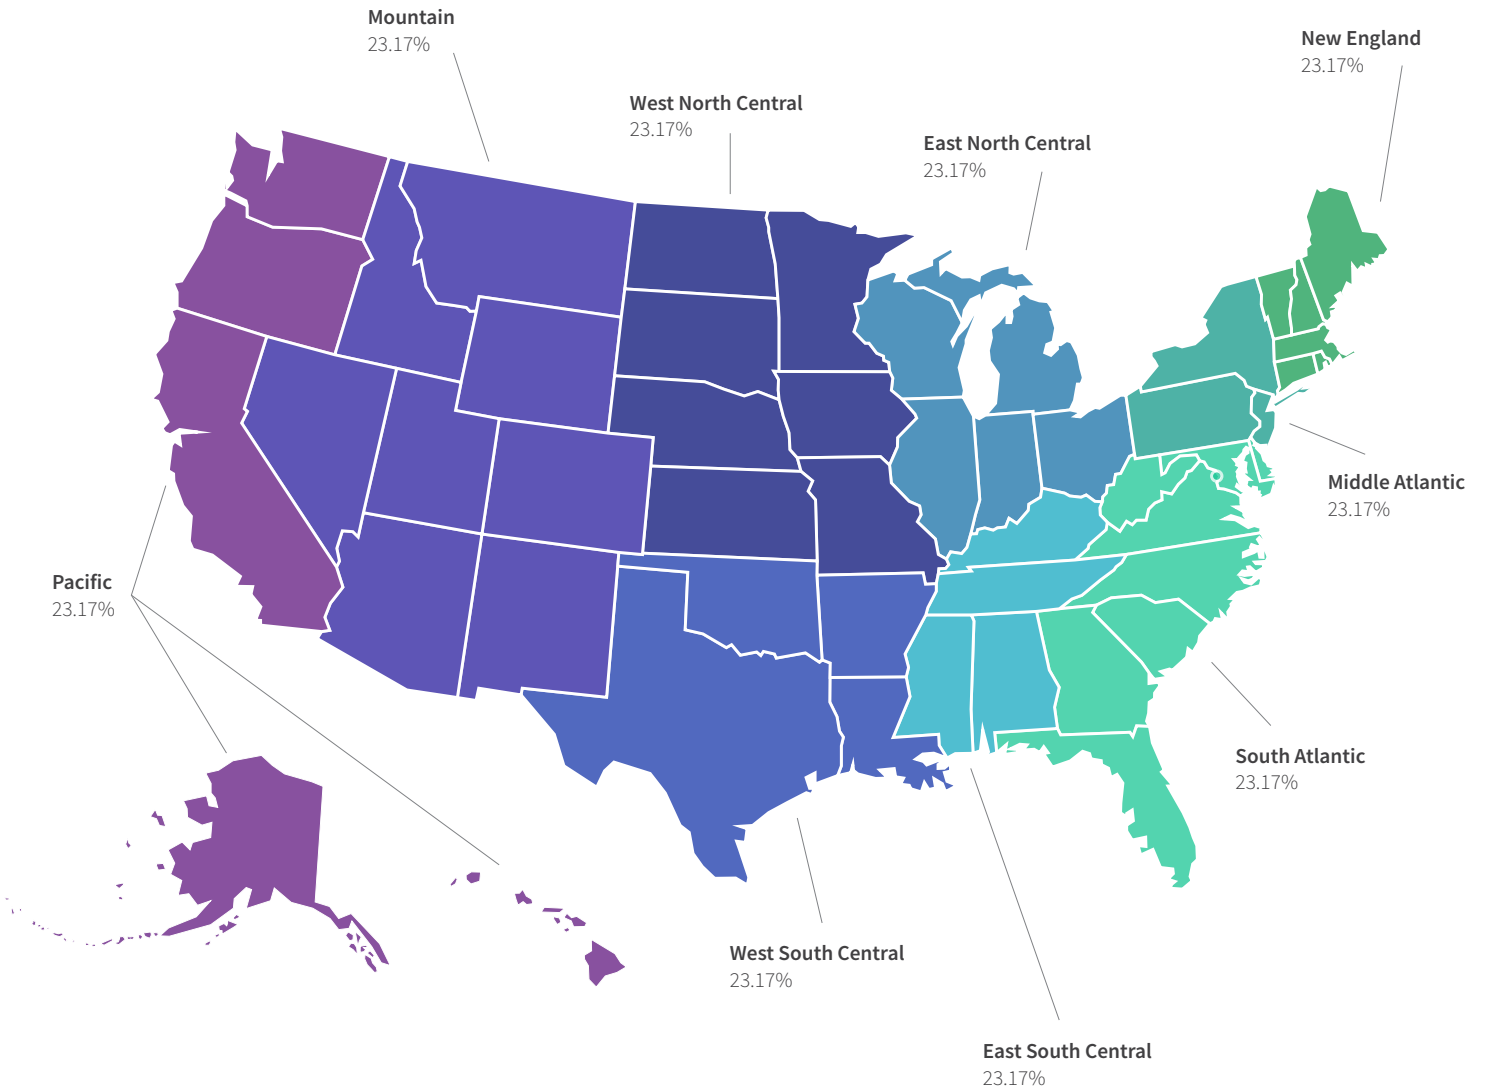 Mountain
23.17%
New England
23.17%
West North Central
23.17%
East North Central
23.17%
Middle Atlantic
23.17%
Pacific
23.17%
South Atlantic
23.17%
West South Central
23.17%
East South Central
23.17%